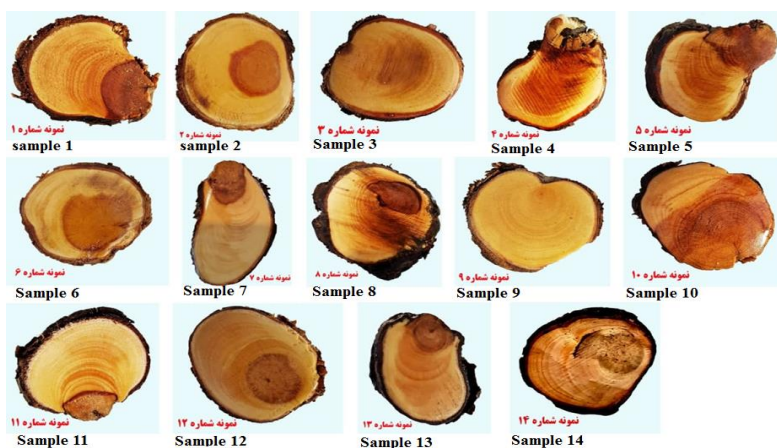 نمونه شماره ۱
sample 1
نمونه شماره ۲
sample 2
نمونه شماره ۳
Sample 3
نمونه شماره ۴
Sample 4
نمونه شماره ۵
Sample 5
نمونه شماره ۶
Sample 6
نمونه شماره ۷
Sample 7
نمونه شماره ۸
Sample 8
نمونه شماره ۹
Sample 9
نمونه شماره ۱۰
Sample 10
نمونه شماره ۱۱
Sample 11
نمونه شماره ۱۲
Sample 12
نمونه شماره ۱۳
Sample 13
نمونه شماره ۱۴
Sample 14